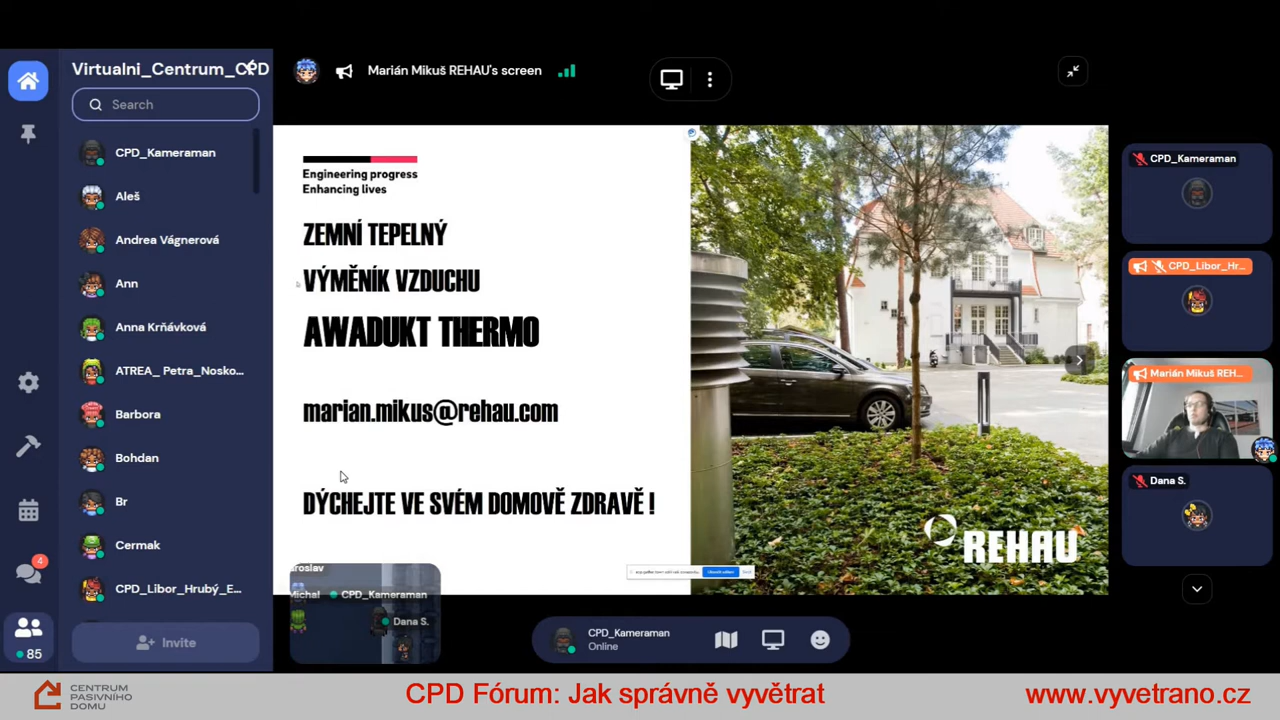 Virtualni_Centrum_CPD
Search
CPD_Kameraman
Aleš
Andrea Vágnerová
Ann
Anna Krňávková
ATREA_ Petra_Nosko...
Barbora
Bohdan
Br
Cermak
CPD_Libor_Hrubý_E...
Invite
4
85
Marián Mikuš REHAU's screen
Engineering progress
Enhancing lives
ZEMNÍ TEPELNÝ
VÝMĚNÍK VZDUCHU
AWADUKT THERMO
marian.mikus@rehau.com
DÝCHEJTE VE SVÉM DOMOVĚ ZDRAVĚ !
REHAU
roslav
Michal
CPD_Kameraman
Dana S.
CPD_Kameraman
Online
CPD_Kameraman
CPD_Libor_Hr...
Marián Mikuš REH...
Dana S.
CENTRUM
PASIVNÍHO
DOMU
CPD Fórum: Jak správně vyvětrat
www.vyvetrano.cz